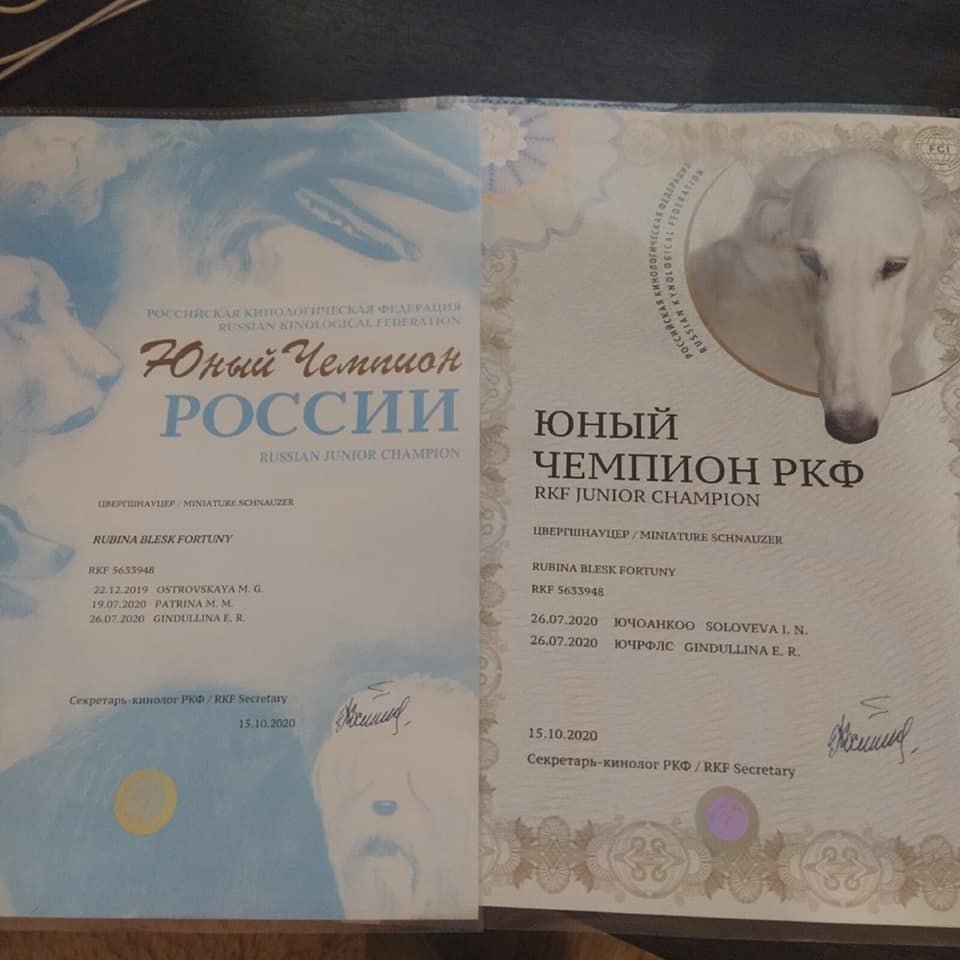 РОССИЙСКАЯ КИНОЛОГИЧЕСКАЯ ФЕДЕРАЦИЯ
RUSSIAN KINOLOGICAL FEDERATION
Юный Чемпион
РОССИИ
RUSSIAN JUNIOR CHAMPION
ЦВЕРГШНАУЦЕР / MINIATURE SCHNAUZER
RUBINA BLESK FORTUNY
RKF 5633948
22.12.2019 OSTROVSKAYA M. G.
19.07.2020 PATRINA M. M.
26.07.2020 GINDULLINA E. R.
Секретарь-кинолог РКФ / RKF Secretary
15.10.2020
FCI
РОССИЙСКАЯ КИНОЛОГИЧЕСКАЯ ФЕДЕРАЦИЯ
RUSSIAN KYNOLOGICAL FEDERATION
ЮНЫЙ
ЧЕМПИОН РКФ
RKF JUNIOR CHAMPION
ЦВЕРГШНАУЦЕР / MINIATURE SCHNAUZER
RUBINA BLESK FORTUNY
RKF 5633948
26.07.2020 ЮЧОАНКОО SOLOVEVA I. N.
26.07.2020 ЮЧРФЛС GINDULLINA E. R.
15.10.2020
Секретарь-кинолог РКФ / RKF Secretary